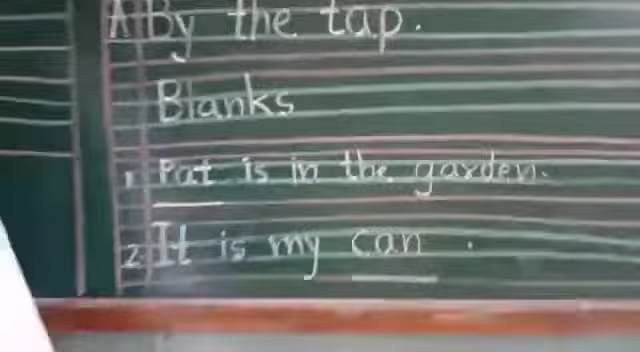 A By the tap.
Blanks
1. Pat is in the garden.
2. It is my can .